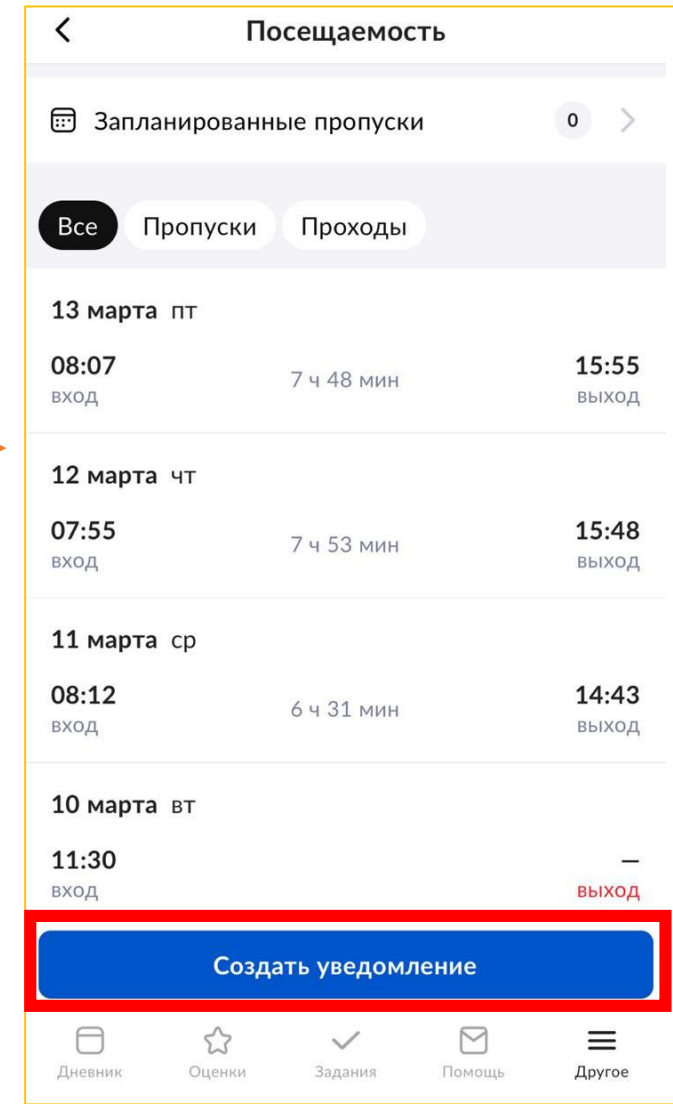 Посещаемость
Запланированные пропуски 0
Все Пропуски Проходы
13 марта пт
08:07 7 ч 48 мин 15:55
вход выход
12 марта чт
07:55 7 ч 53 мин 15:48
вход выход
11 марта ср
08:12 6 ч 31 мин 14:43
вход выход
10 марта вт
11:30 —
вход выход
Создать уведомление
Дневник Оценки Задания Помощь Другое